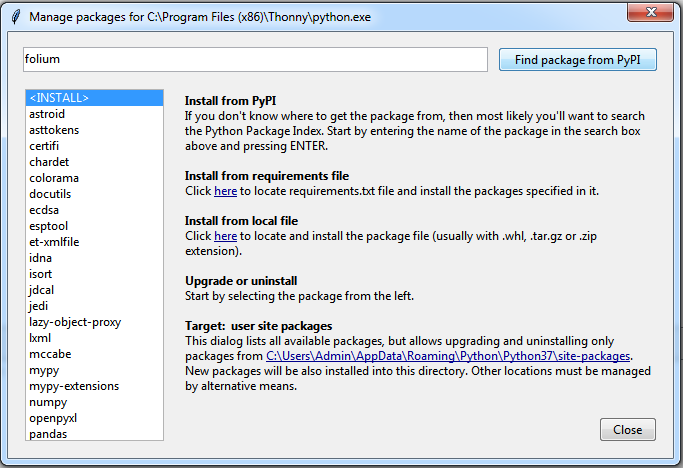 Manage packages for C:\Program Files (x86)\Thonny\python.exe
folium
Find package from PyPI
<INSTALL>
astroid
asttokens
certifi
chardet
colorama
docutils
ecdsa
esptool
et-xmlfile
idna
isort
jdcal
jedi
lazy-object-proxy
lxml
mccabe
mypy
mypy-extensions
numpy
openpyxl
pandas
Install from PyPI
If you don't know where to get the package from, then most likely you'll want to search
the Python Package Index. Start by entering the name of the package in the search box
above and pressing ENTER.
Install from requirements file
Click here to locate requirements.txt file and install the packages specified in it.
Install from local file
Click here to locate and install the package file (usually with .whl, .tar.gz or .zip
extension).
Upgrade or uninstall
Start by selecting the package from the left.
Target: user site packages
This dialog lists all available packages, but allows upgrading and uninstalling only
packages from C:\Users\Admin\AppData\Roaming\Python\Python37\site-packages.
New packages will be also installed into this directory. Other locations must be managed
by alternative means.
Close